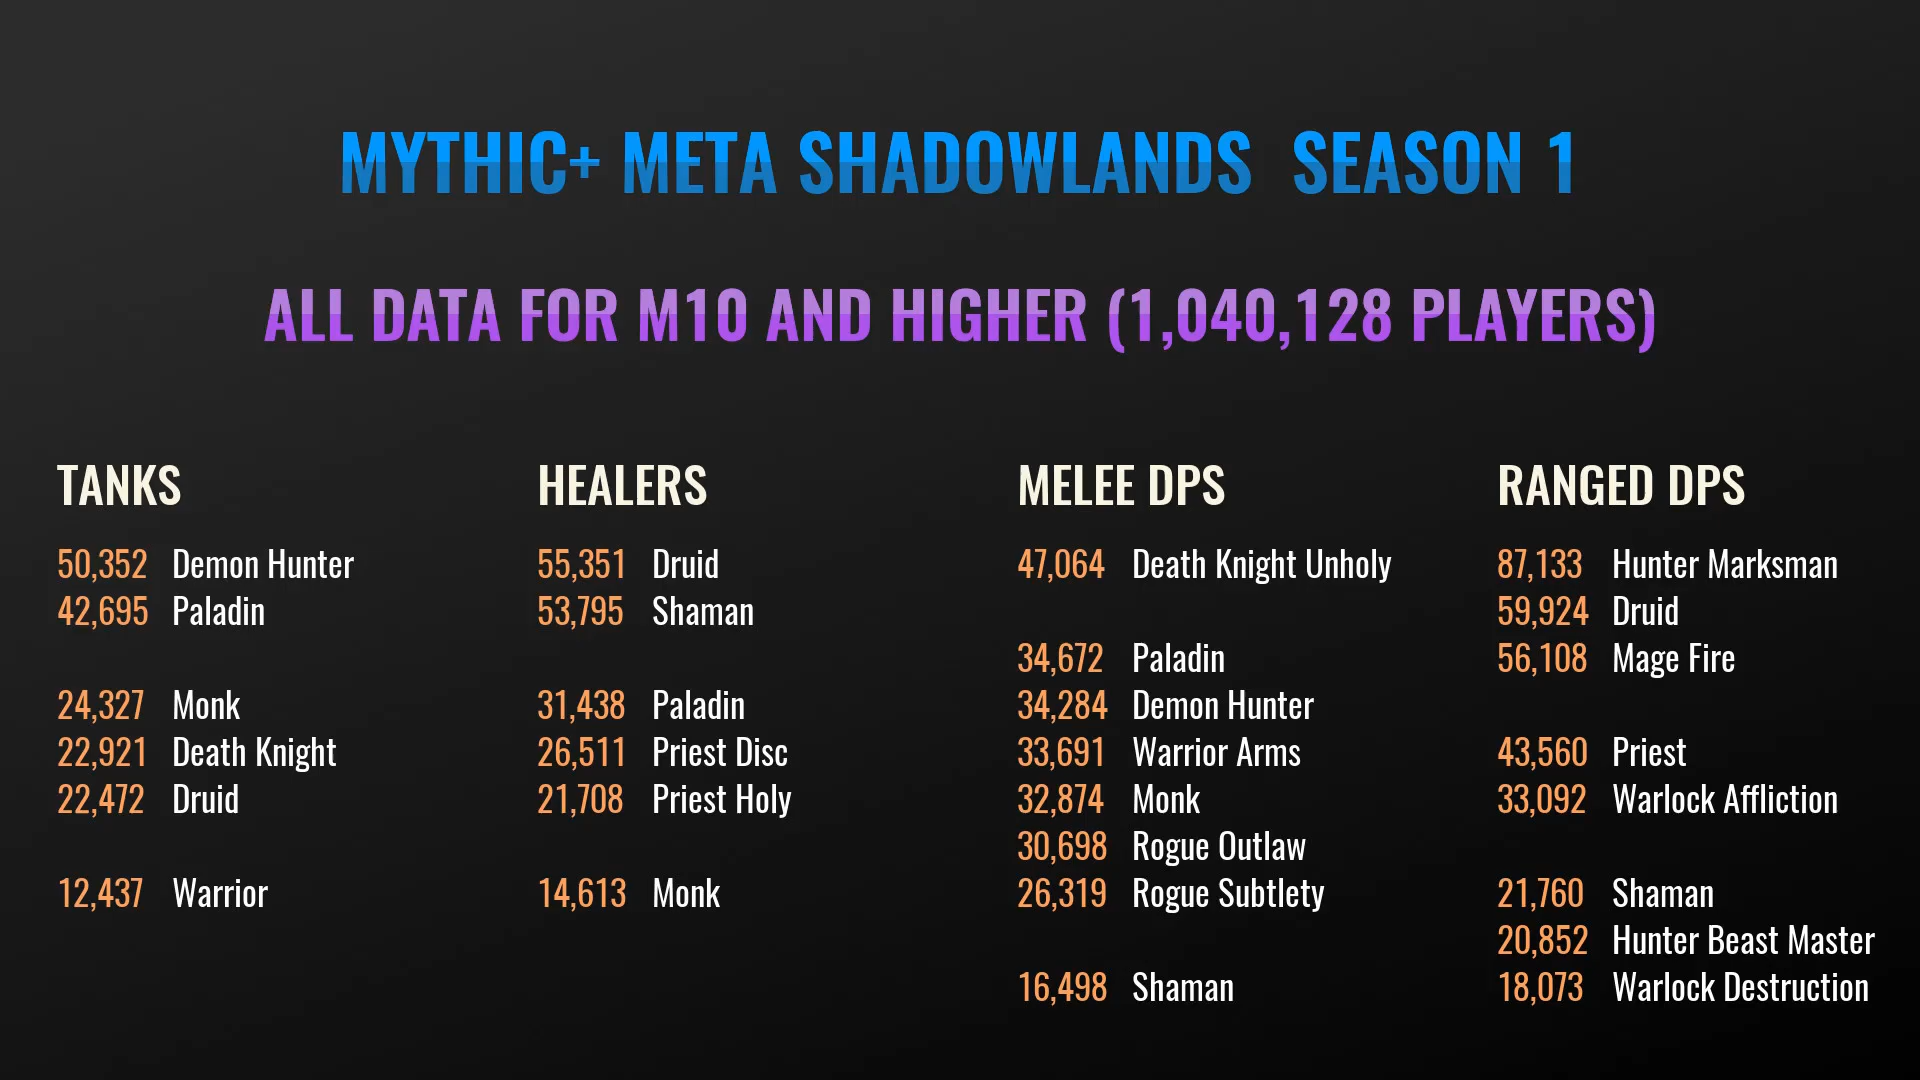 MYTHIC+ META SHADOWLANDS SEASON 1
ALL DATA FOR M10 AND HIGHER (1,040,128 PLAYERS)
TANKS
50,352 Demon Hunter
42,695 Paladin
24,327 Monk
22,921 Death Knight
22,472 Druid
12,437 Warrior
HEALERS
55,351 Druid
53,795 Shaman
31,438 Paladin
26,511 Priest Disc
21,708 Priest Holy
14,613 Monk
MELEE DPS
47,064 Death Knight Unholy
34,672 Paladin
34,284 Demon Hunter
33,691 Warrior Arms
32,874 Monk
30,698 Rogue Outlaw
26,319 Rogue Subtlety
16,498 Shaman
RANGED DPS
87,133 Hunter Marksman
59,924 Druid
56,108 Mage Fire
43,560 Priest
33,092 Warlock Affliction
21,760 Shaman
20,852 Hunter Beast Master
18,073 Warlock Destruction